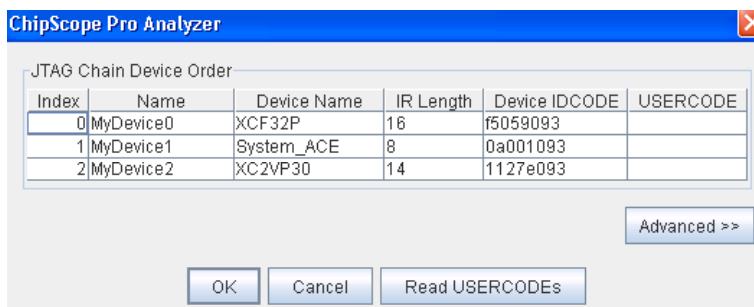 ChipScope Pro Analyzer
JTAG Chain Device Order
Index Name Device Name IR Length Device IDCODE USERCODE
0 MyDevice0 XCF32P 16 f5059093
1 MyDevice1 System_ACE 8 0a001093
2 MyDevice2 XC2VP30 14 1127e093
Advanced >>
OK Cancel Read USERCODEs